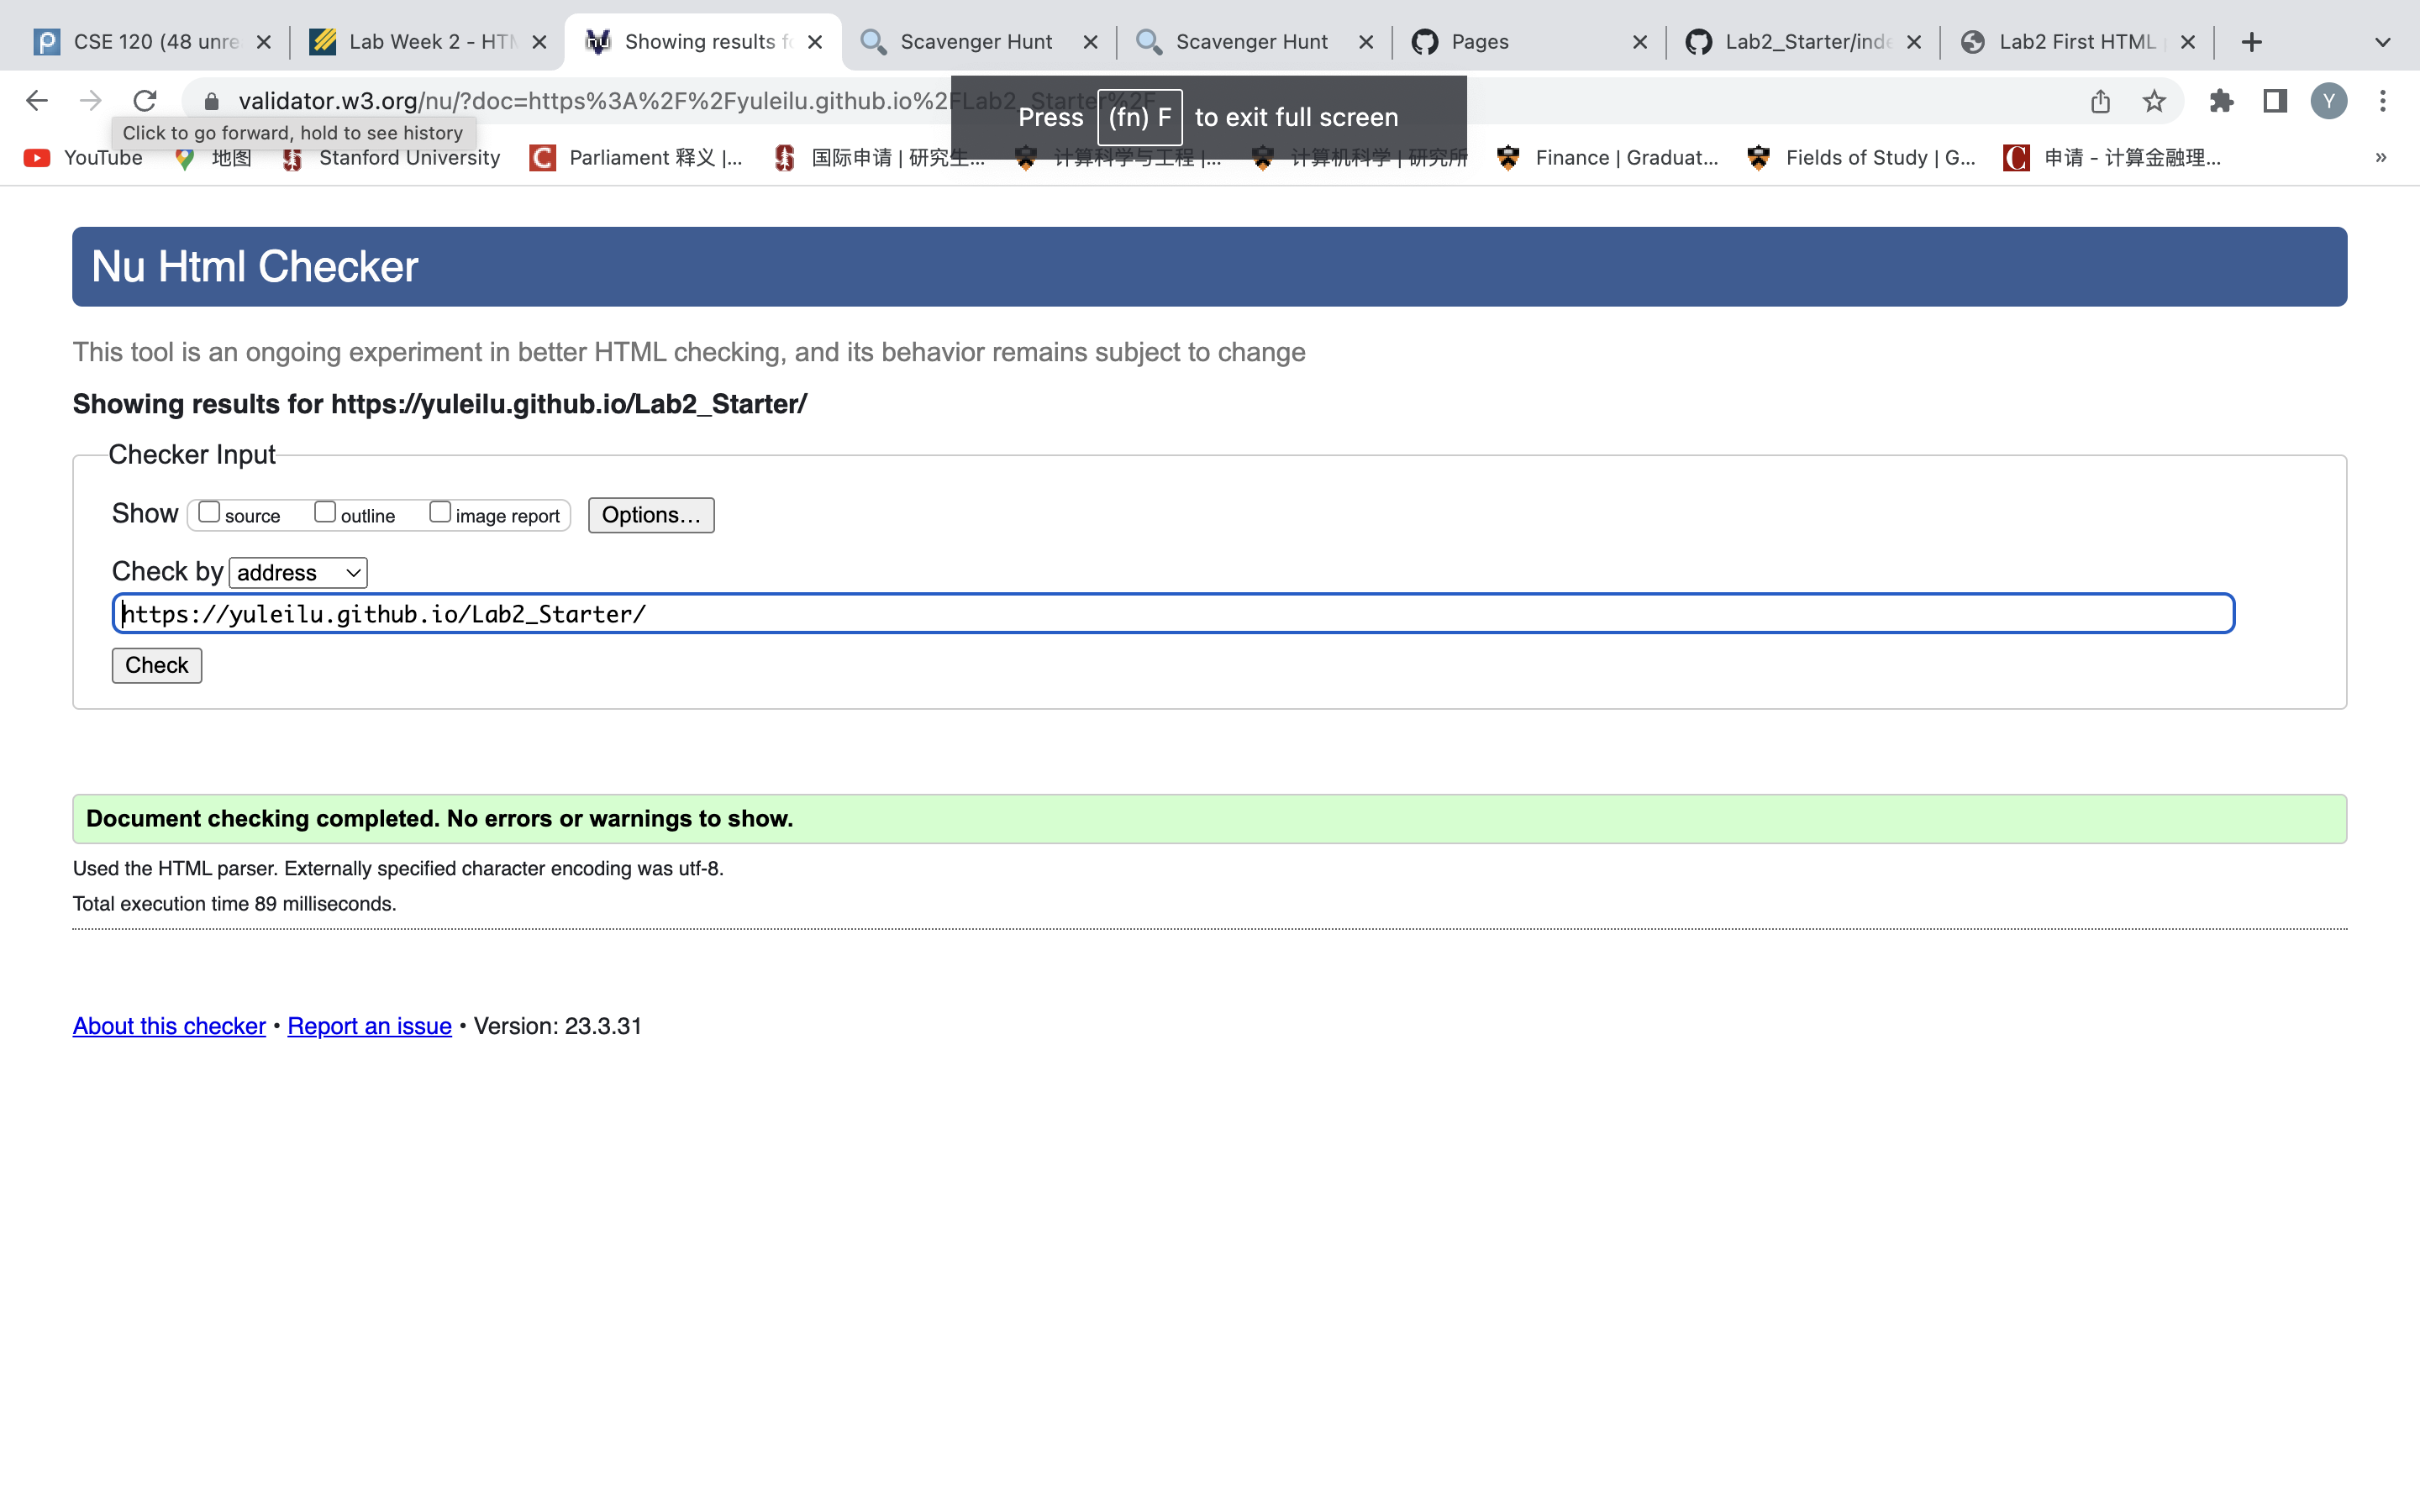 CSE 120 (48 unre
Lab Week 2 - HTM
Showing results fo
Scavenger Hunt
Scavenger Hunt
Pages
Lab2_Starter/inde
Lab2 First HTML p
validator.w3.org/nu/?doc=https%3A%2F%2Fyuleilu.github.io%2FLab2_Starter%2F
Press (fn) F to exit full screen
Y
Click to go forward, hold to see history
YouTube
地图
Stanford University
Parliament 释义 |...
国际申请 | 研究生...
计算科学与工程 |...
计算机科学 | 研究所
Finance | Graduat...
Fields of Study | G...
申请 - 计算金融理...
»
Nu Html Checker
This tool is an ongoing experiment in better HTML checking, and its behavior remains subject to change
Showing results for https://yuleilu.github.io/Lab2_Starter/
Checker Input
Show source outline image report Options...
Check by address
https://yuleilu.github.io/Lab2_Starter/
Check
Document checking completed. No errors or warnings to show.
Used the HTML parser. Externally specified character encoding was utf-8.
Total execution time 89 milliseconds.
About this checker • Report an issue • Version: 23.3.31